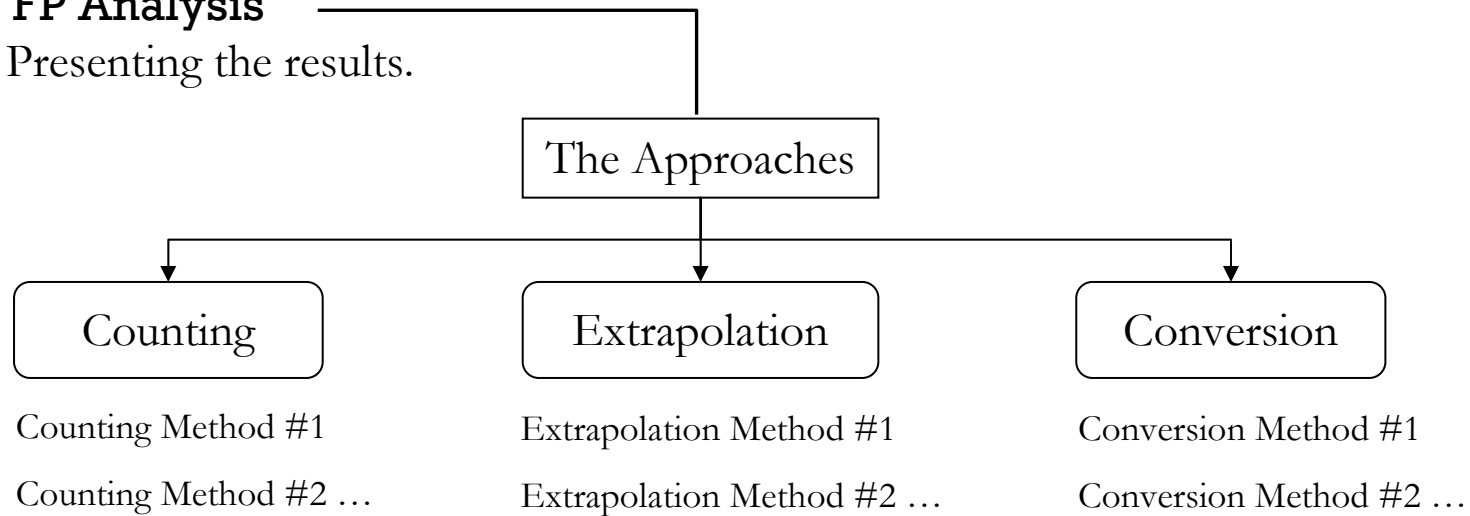 FP Analysis
Presenting the results.
The Approaches
Counting
Extrapolation
Conversion
Counting Method #1
Counting Method #2 …
Extrapolation Method #1
Extrapolation Method #2 …
Conversion Method #1
Conversion Method #2 …